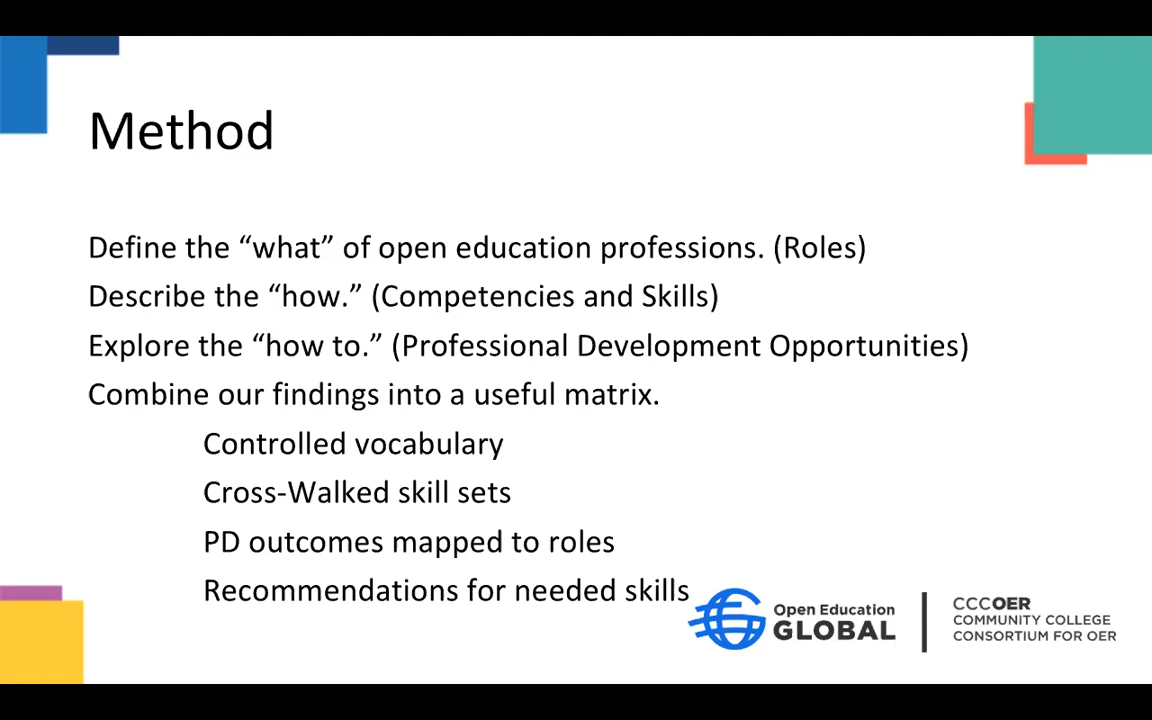 Method
Define the “what” of open education professions. (Roles)
Describe the “how.” (Competencies and Skills)
Explore the “how to.” (Professional Development Opportunities)
Combine our findings into a useful matrix.
Controlled vocabulary
Cross-Walked skill sets
PD outcomes mapped to roles
Recommendations for needed skills
Open Education
GLOBAL
CCCOER
COMMUNITY COLLEGE
CONSORTIUM FOR OER